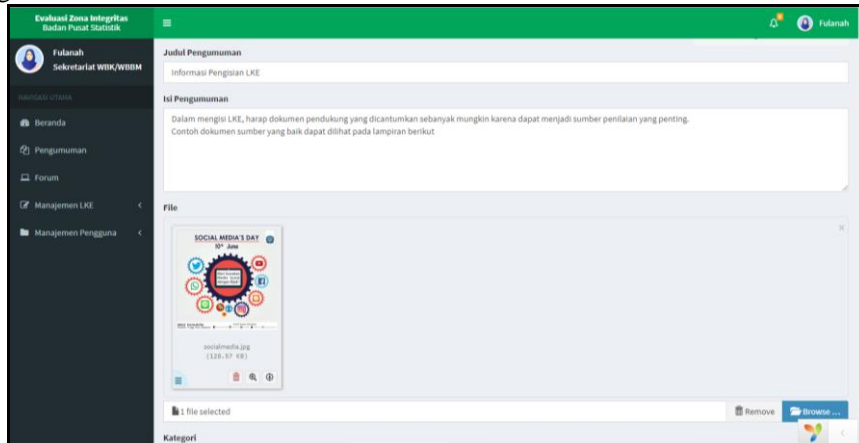 Evaluasi Zona Integritas
Badan Pusat Statistik
Fulanah
Fulanah
Sekretariat WBK/WBBM
NAVIGASI UTAMA
Beranda
Pengumuman
Forum
Manajemen LKE
Manajemen Pengguna
Judul Pengumuman
Informasi Pengisian LKE
Isi Pengumuman
Dalam mengisi LKE, harap dokumen pendukung yang dicantumkan sebanyak mungkin karena dapat menjadi sumber penilaian yang penting.
Contoh dokumen sumber yang baik dapat dilihat pada lampiran berikut
File
SOCIAL MEDIA'S DAY
10th June
socialmedia.jpg
(128.57 KB)
1 file selected
Remove
Browse ...
Kategori